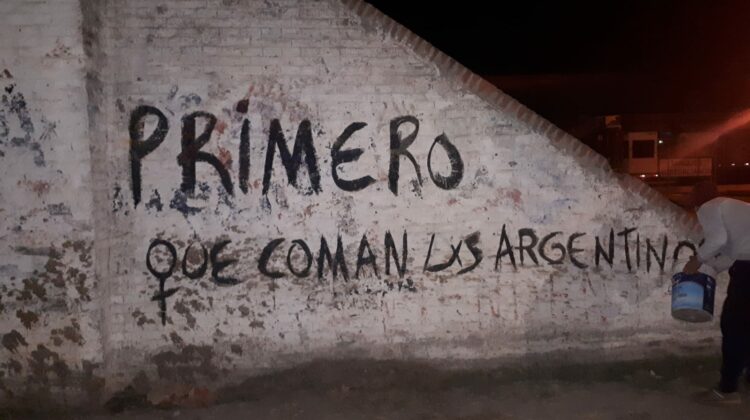 PRIMERO
QUE COMAN LXS ARGENTINO